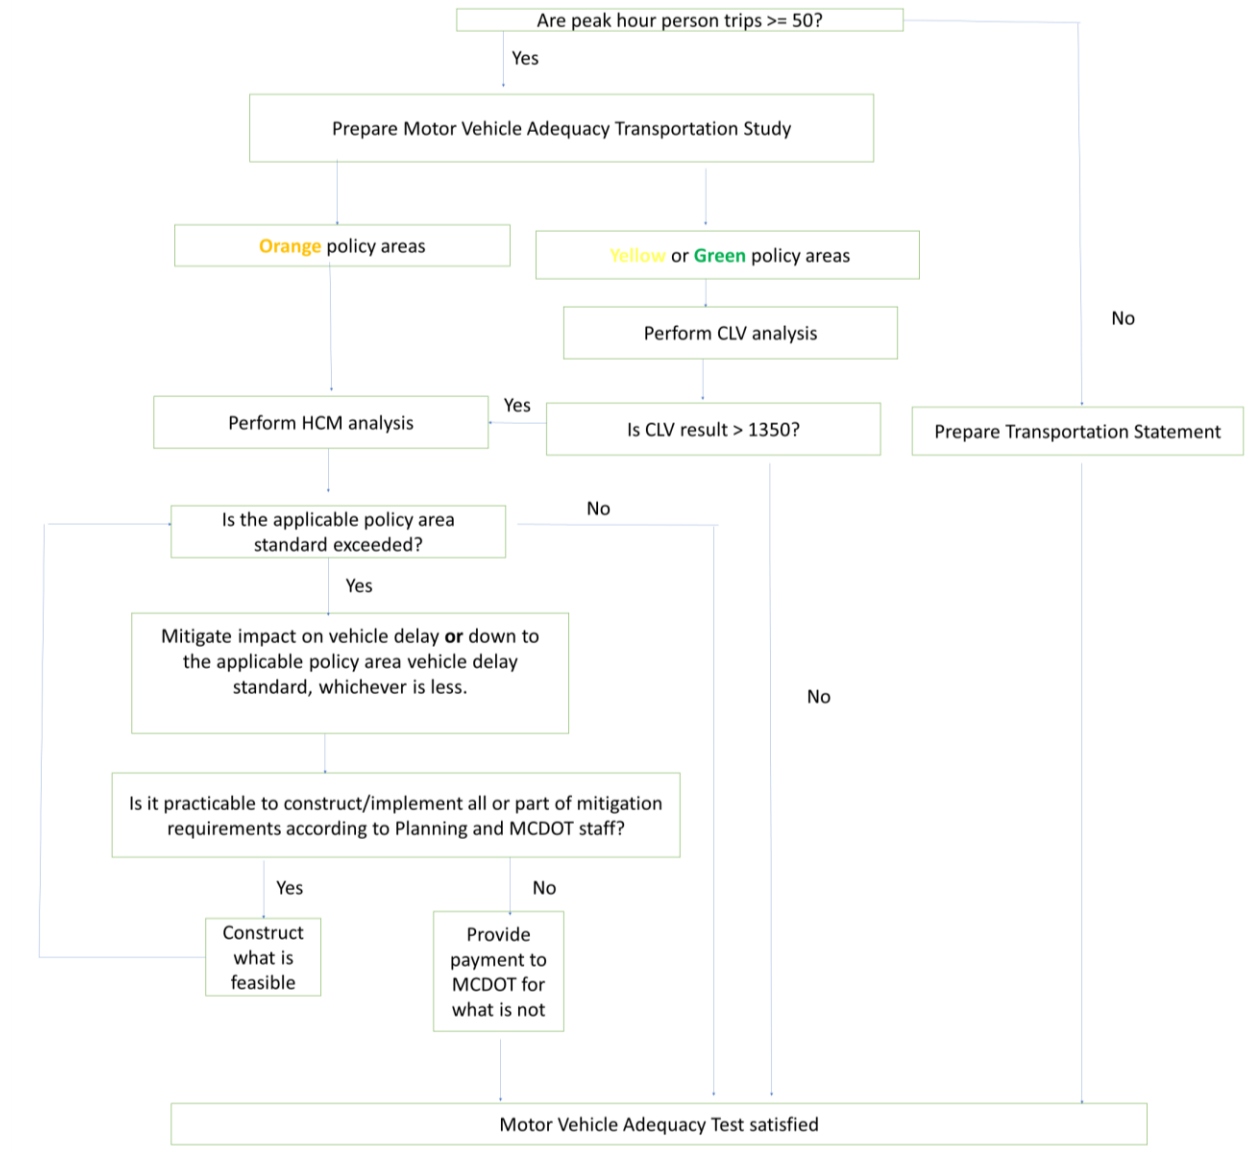 Are peak hour person trips >= 50?
Yes
Prepare Motor Vehicle Adequacy Transportation Study
Orange policy areas
Yellow or Green policy areas
No
Perform CLV analysis
Yes
Perform HCM analysis
Is CLV result > 1350?
Prepare Transportation Statement
No
Is the applicable policy area
standard exceeded?
Yes
Mitigate impact on vehicle delay or down to
the applicable policy area vehicle delay
standard, whichever is less.
No
Is it practicable to construct/implement all or part of mitigation
requirements according to Planning and MCDOT staff?
Yes
No
Construct
what is
feasible
Provide
payment to
MCDOT for
what is not
Motor Vehicle Adequacy Test satisfied